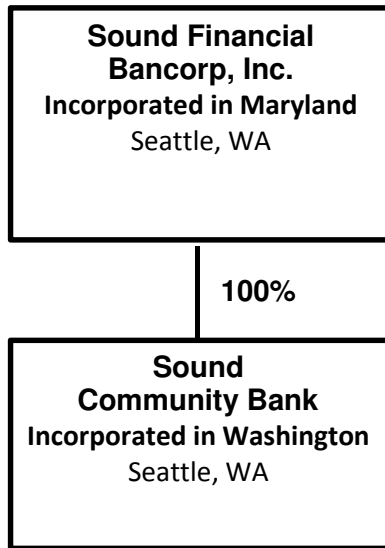 Sound Financial
Bancorp, Inc.
Incorporated in Maryland
Seattle, WA
100%
Sound
Community Bank
Incorporated in Washington
Seattle, WA